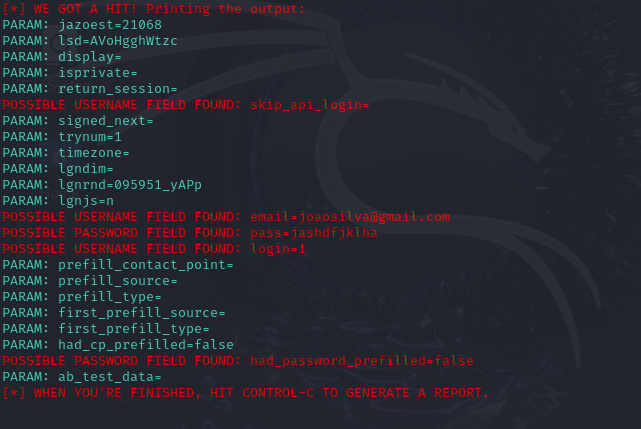 [*] WE GOT A HIT! Printing the output:
PARAM: jazoest=21068
PARAM: lsd=AVoHgghWtzc
PARAM: display=
PARAM: isprivate=
PARAM: return_session=
POSSIBLE USERNAME FIELD FOUND: skip_api_login=
PARAM: signed_next=
PARAM: trynum=1
PARAM: timezone=
PARAM: lgndim=
PARAM: lgnrnd=095951_yAPp
PARAM: lgnjs=n
POSSIBLE USERNAME FIELD FOUND: email=joaosilva@gmail.com
POSSIBLE PASSWORD FIELD FOUND: pass=jashdfjklha
POSSIBLE USERNAME FIELD FOUND: login=1
PARAM: prefill_contact_point=
PARAM: prefill_source=
PARAM: prefill_type=
PARAM: first_prefill_source=
PARAM: first_prefill_type=
PARAM: had_cp_prefilled=false
POSSIBLE PASSWORD FIELD FOUND: had_password_prefilled=false
PARAM: ab_test_data=
[*] WHEN YOU'RE FINISHED, HIT CONTROL-C TO GENERATE A REPORT.